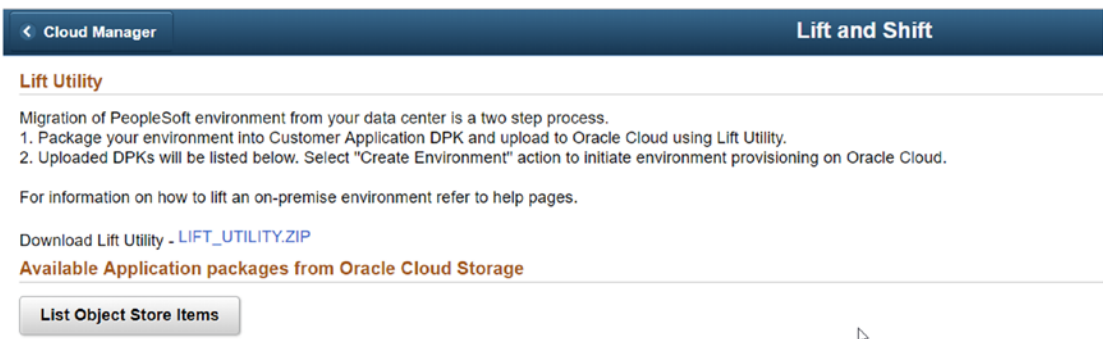 Cloud Manager
Lift and Shift
Lift Utility
Migration of PeopleSoft environment from your data center is a two step process.
1. Package your environment into Customer Application DPK and upload to Oracle Cloud using Lift Utility.
2. Uploaded DPKs will be listed below. Select "Create Environment" action to initiate environment provisioning on Oracle Cloud.
For information on how to lift an on-premise environment refer to help pages.
Download Lift Utility - LIFT_UTILITY.ZIP
Available Application packages from Oracle Cloud Storage
List Object Store Items